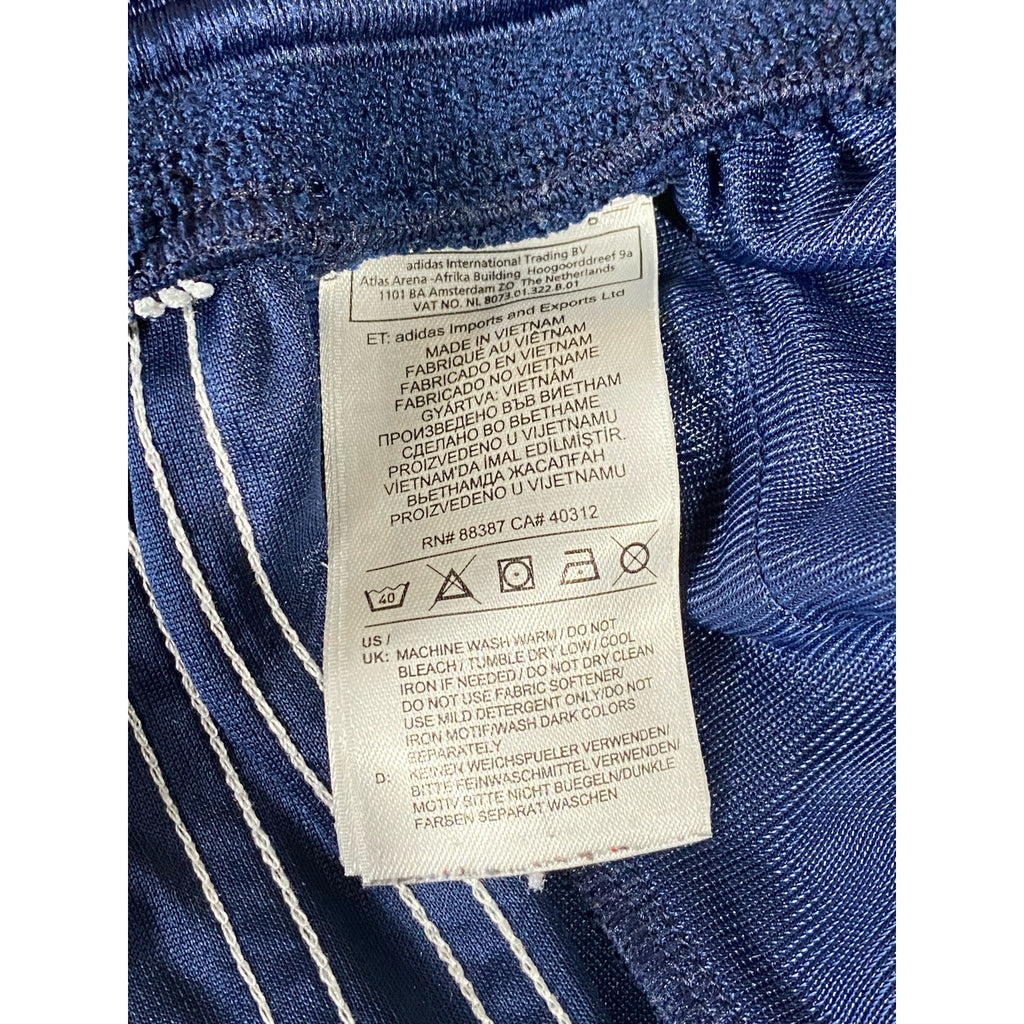 adidas International Trading BV
Atlas Arena -Afrika Building, Hoogoorddreef 9a
1101 BA Amsterdam ZO The Netherlands
VAT NO. NL 8073.01.322.B.01
ET: adidas Imports and Exports Ltd
MADE IN VIETNAM
FABRIQUÉ AU VIÊTNAM
FABRICADO EN VIETNAM
FABRICADO NO VIETNAME
GYÁRTVA: VIETNÁM
ПРОИЗВЕДЕНО ВЪВ ВИЕТНАМ
СДЕЛАНО ВО ВЬЕТНАМЕ
PROIZVEDENO U VIJETNAMU
VİETNAM'DA İMAL EDİLMİŞTİR.
ВЬЕТНАМДА ЖАСАЛҒАН
PROIZVEDENO U VIJETNAMU
RN# 88387 CA# 40312
40
US /
UK: MACHINE WASH WARM / DO NOT
BLEACH / TUMBLE DRY LOW / COOL
IRON IF NEEDED / DO NOT DRY CLEAN
DO NOT USE FABRIC SOFTENER/
USE MILD DETERGENT ONLY/DO NOT
IRON MOTIF/WASH DARK COLORS
SEPARATELY
D: KEINEN WEICHSPUELER VERWENDEN/
BITTE FEINWASCHMITTEL VERWENDEN/
MOTIV BITTE NICHT BUEGELN/DUNKLE
FARBEN SEPARAT WASCHEN